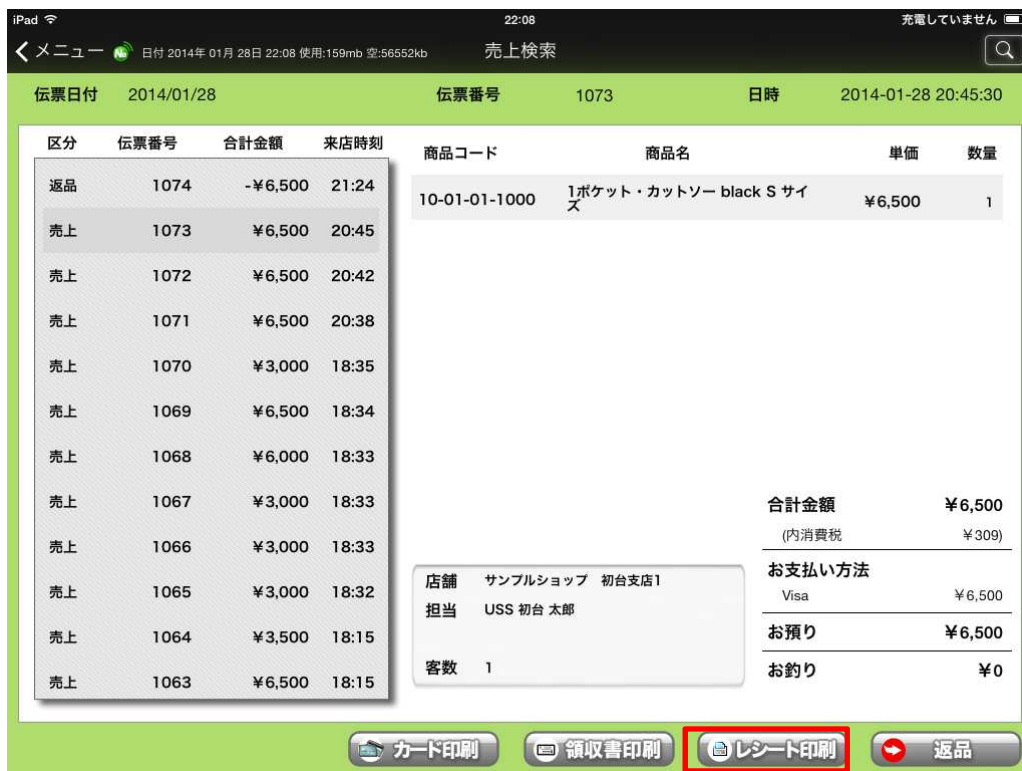 iPad 22:08 充電していません
メニュー 日付 2014年 01月 28日 22:08 使用:159mb 空:56552kb 売上検索
伝票日付 2014/01/28 伝票番号 1073 日時 2014-01-28 20:45:30
区分 伝票番号 合計金額 来店時刻
返品 1074 -¥6,500 21:24
売上 1073 ¥6,500 20:45
売上 1072 ¥6,500 20:42
売上 1071 ¥6,500 20:38
売上 1070 ¥3,000 18:35
売上 1069 ¥6,500 18:34
売上 1068 ¥6,000 18:33
売上 1067 ¥3,000 18:33
売上 1066 ¥3,000 18:33
売上 1065 ¥3,000 18:32
売上 1064 ¥3,500 18:15
売上 1063 ¥6,500 18:15
商品コード 商品名 単価 数量
10-01-01-1000 1ポケット・カットソー black S サイ ¥6,500 1
ズ
店舗 サンプルショップ 初台支店1
担当 USS 初台 太郎
客数 1
合計金額 ¥6,500
(内消費税 ¥309)
お支払い方法
Visa ¥6,500
お預り ¥6,500
お釣り ¥0
カード印刷 領収書印刷 レシート印刷 返品